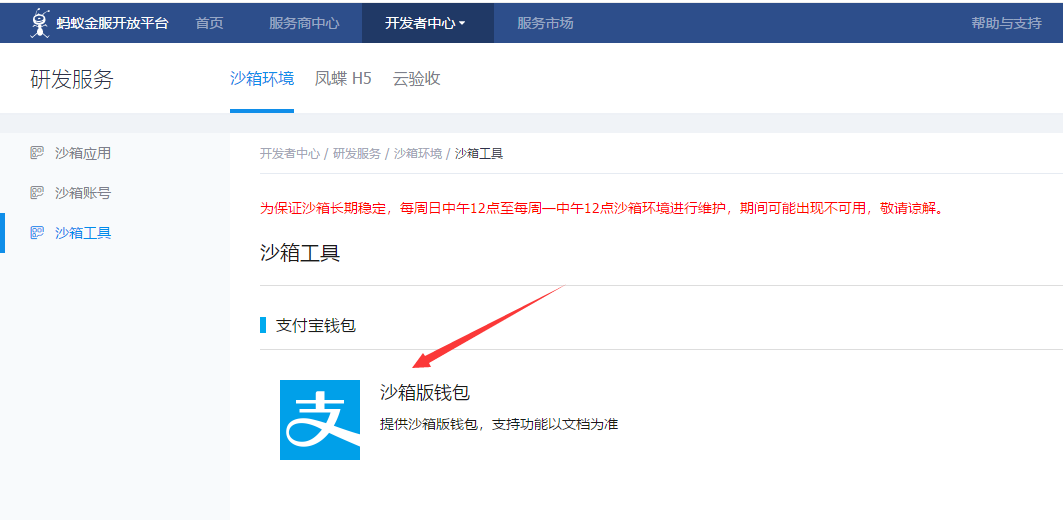 蚂蚁金服开放平台 首页 服务商中心 开发者中心 服务市场 帮助与支持
研发服务 沙箱环境 凤蝶 H5 云验收
沙箱应用
沙箱账号
沙箱工具
开发者中心 / 研发服务 / 沙箱环境 / 沙箱工具
为保证沙箱长期稳定，每周日中午12点至每周一中午12点沙箱环境进行维护，期间可能出现不可用，敬请谅解。
沙箱工具
支付宝钱包
支
沙箱版钱包
提供沙箱版钱包，支持功能以文档为准